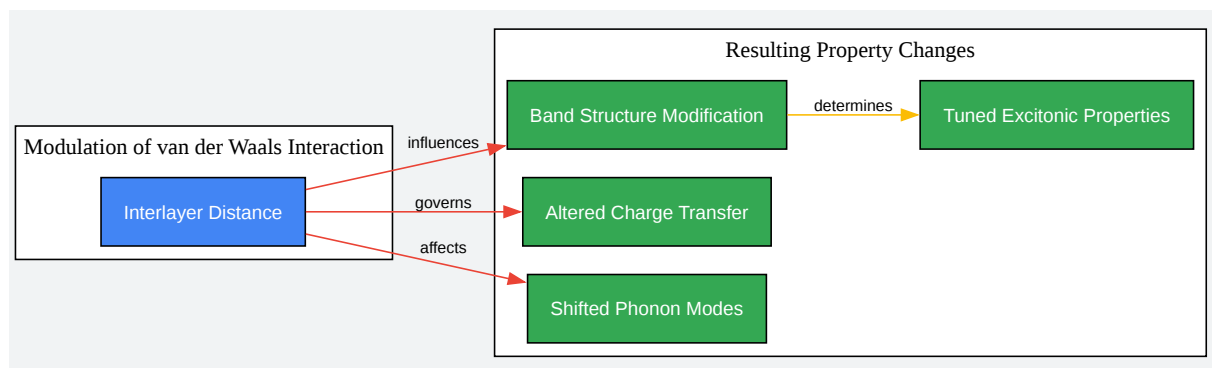 Resulting Property Changes
Band Structure Modification
determines
Tuned Excitonic Properties
Modulation of van der Waals Interaction
influences
Interlayer Distance
governs
Altered Charge Transfer
affects
Shifted Phonon Modes